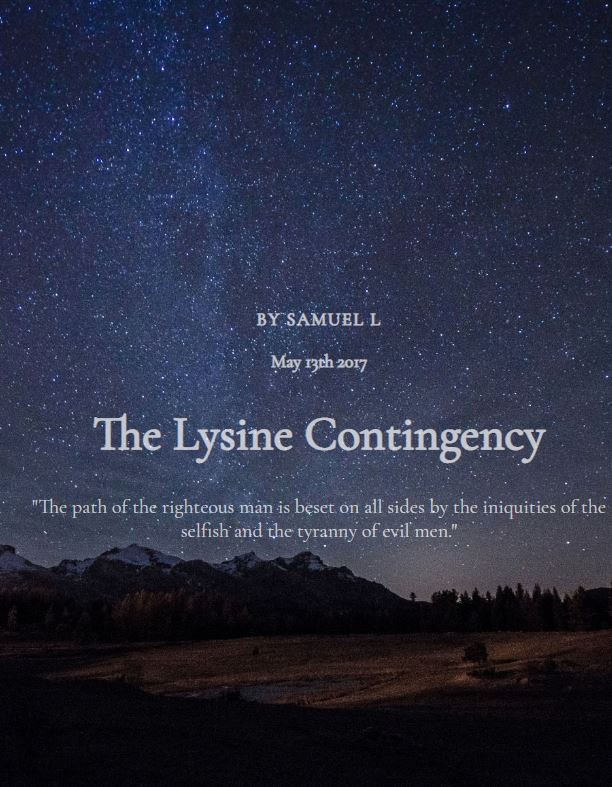 BY SAMUEL L
May 13th 2017
The Lysine Contingency
"The path of the righteous man is beset on all sides by the iniquities of the
selfish and the tyranny of evil men."